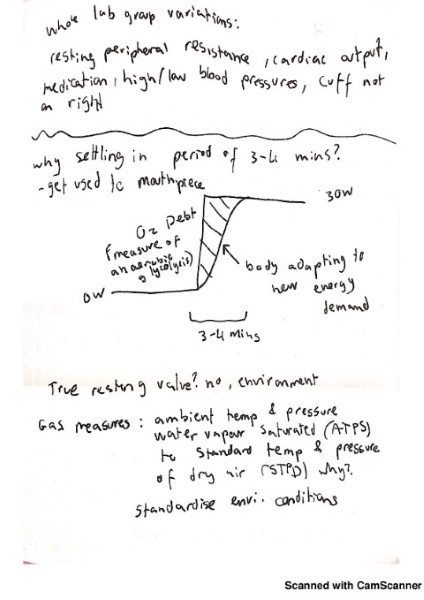 whole lab group variations:
resting peripheral resistance, cardiac output,
medication, high/low blood pressures, cuff not
on right
why settling in period of 3-4 mins?
- get used to mouthpiece
30W
O2 Debt
(measure of
anaerobic
glycolysis)
body adapting to
new energy
demand
0W
3-4 mins
True resting value? no, environment
Gas measures: ambient temp & pressure
water vapour saturated (ATPS)
to standard temp & pressure
of dry air (STPD) why?
standardise envi. conditions
Scanned with CamScanner